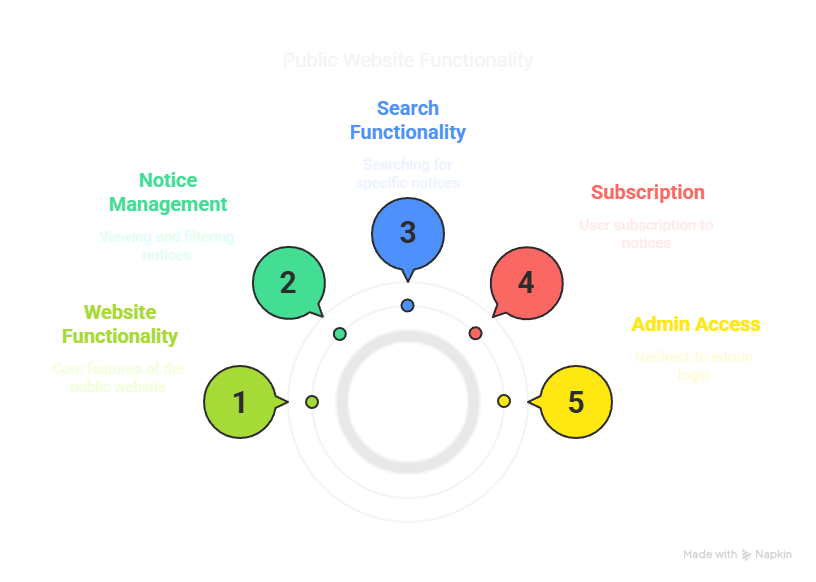 Public Website Functionality
Search
Functionality
Searching for
specific notices
Notice
Management
Viewing and filtering
notices
Subscription
User subscription to
notices
Website
Functionality
Core features of the
public website
Admin Access
Redirect to admin
login
1
2
3
4
5
Made with Napkin